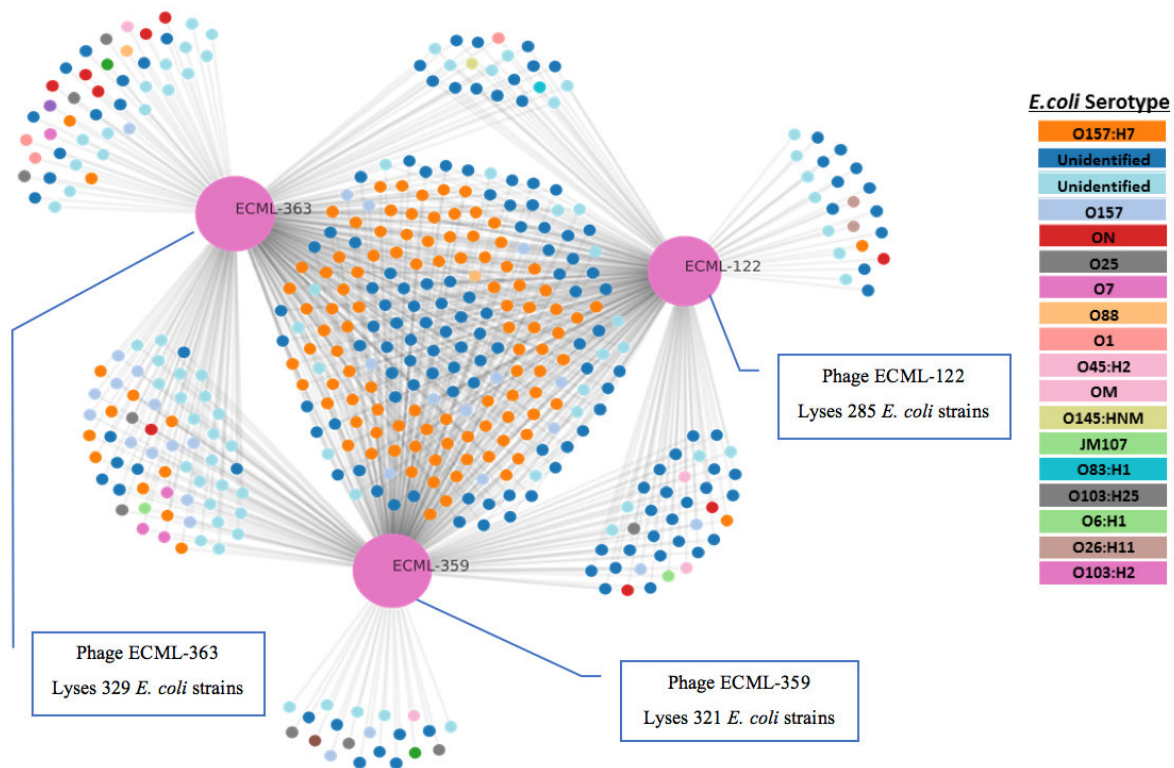 ECML-363
ECML-122
ECML-359
Phage ECML-122
Lyses 285 E. coli strains
Phage ECML-363
Lyses 329 E. coli strains
Phage ECML-359
Lyses 321 E. coli strains
E.coli Serotype
O157:H7
Unidentified
Unidentified
O157
ON
O25
O7
O88
O1
O45:H2
OM
O145:HNM
JM107
O83:H1
O103:H25
O6:H1
O26:H11
O103:H2